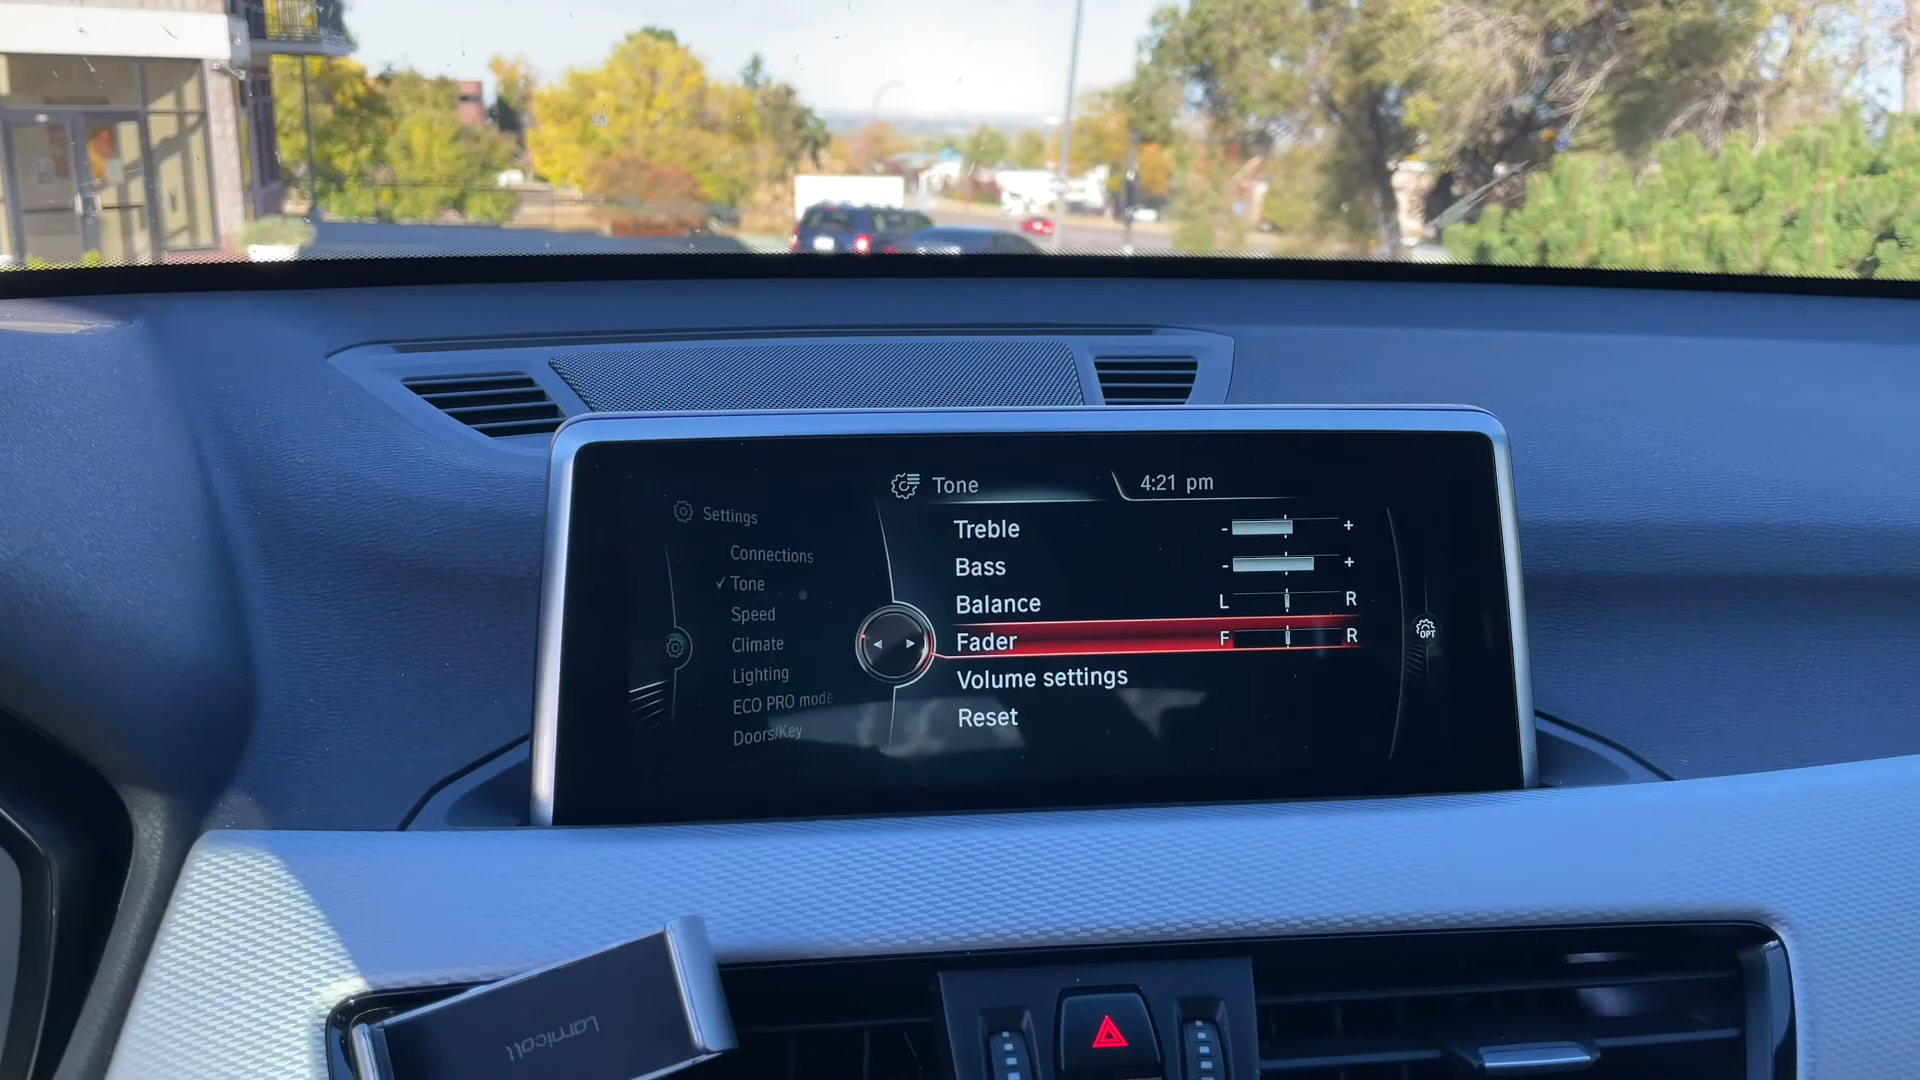 Tone
4:21 pm
Settings
Connections
✓ Tone
Speed
Climate
Lighting
ECO PRO mode
Doors/Key
Treble - +
Bass - +
Balance L R
Fader F R
Volume settings
Reset
OPT
Lamicall